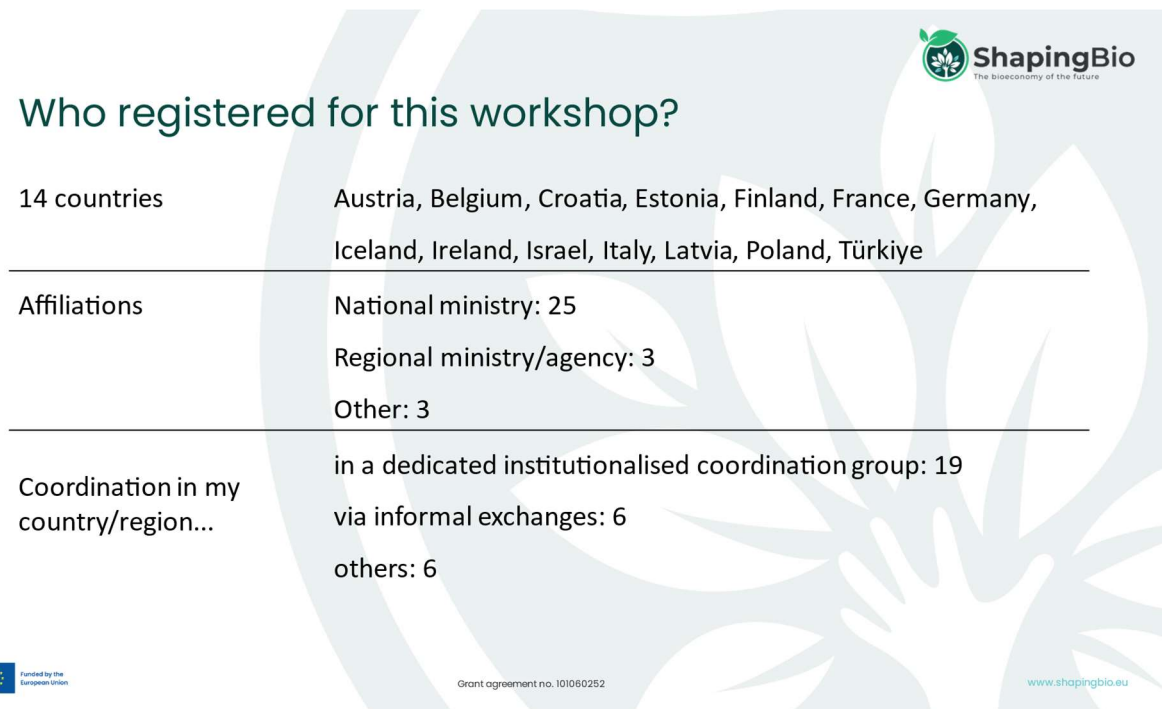 ShapingBio
The bioeconomy of the future
Who registered for this workshop?
14 countries
Austria, Belgium, Croatia, Estonia, Finland, France, Germany,
Iceland, Ireland, Israel, Italy, Latvia, Poland, Türkiye
Affiliations
National ministry: 25
Regional ministry/agency: 3
Other: 3
Coordination in my
country/region...
in a dedicated institutionalised coordination group: 19
via informal exchanges: 6
others: 6
Funded by the
European Union
Grant agreement no. 101060252
www.shapingbio.eu